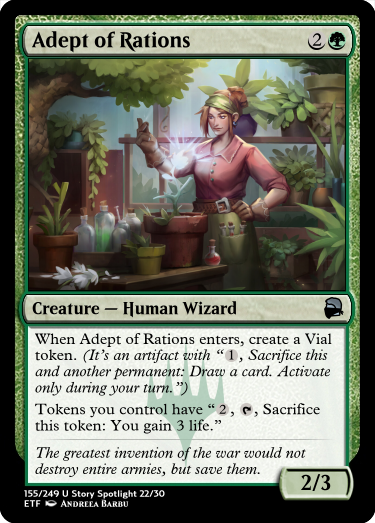 Adept of Rations 2
Creature — Human Wizard
When Adept of Rations enters, create a Vial
token. (It's an artifact with “1, Sacrifice this
and another permanent: Draw a card. Activate
only during your turn.”)
Tokens you control have “2, , Sacrifice
this token: You gain 3 life.”
The greatest invention of the war would not
destroy entire armies, but save them.
2/3
155/249 U Story Spotlight 22/30
ETF Andreea Barbu